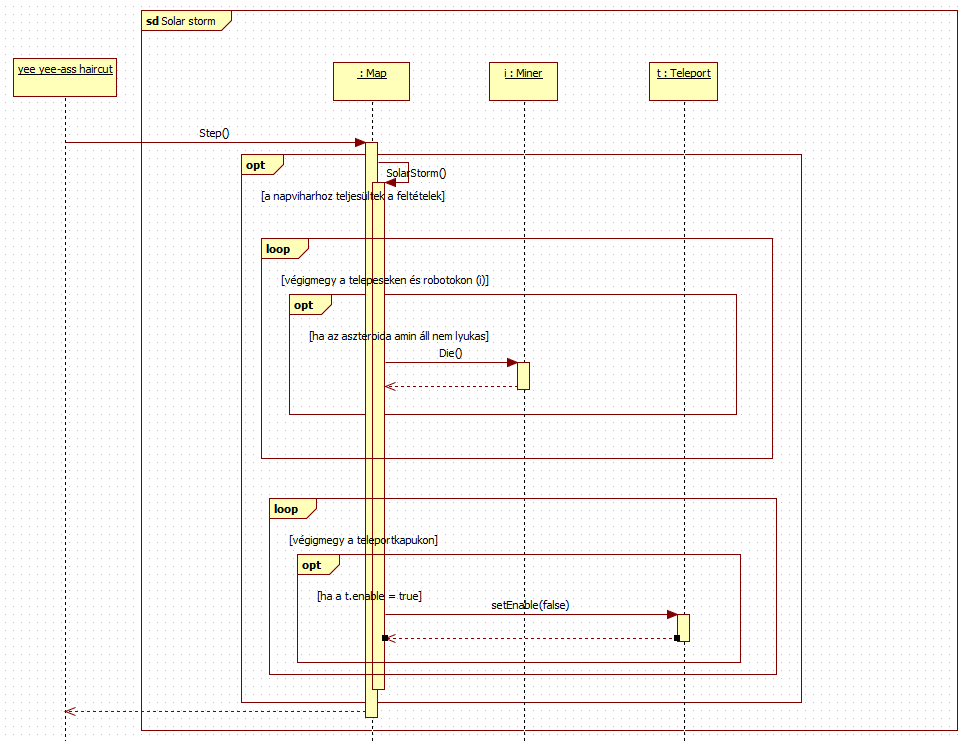 sd Solar storm
yee yee-ass haircut
: Map
i : Miner
t : Teleport
Step()
opt
SolarStorm()
[a napviharhoz teljesültek a feltételek]
loop
[végigmegy a telepeseken és robotokon (i)]
opt
[ha az aszteroida amin áll nem lyukas]
Die()
loop
[végigmegy a teleportkapukon]
opt
[ha a t.enable = true]
setEnable(false)